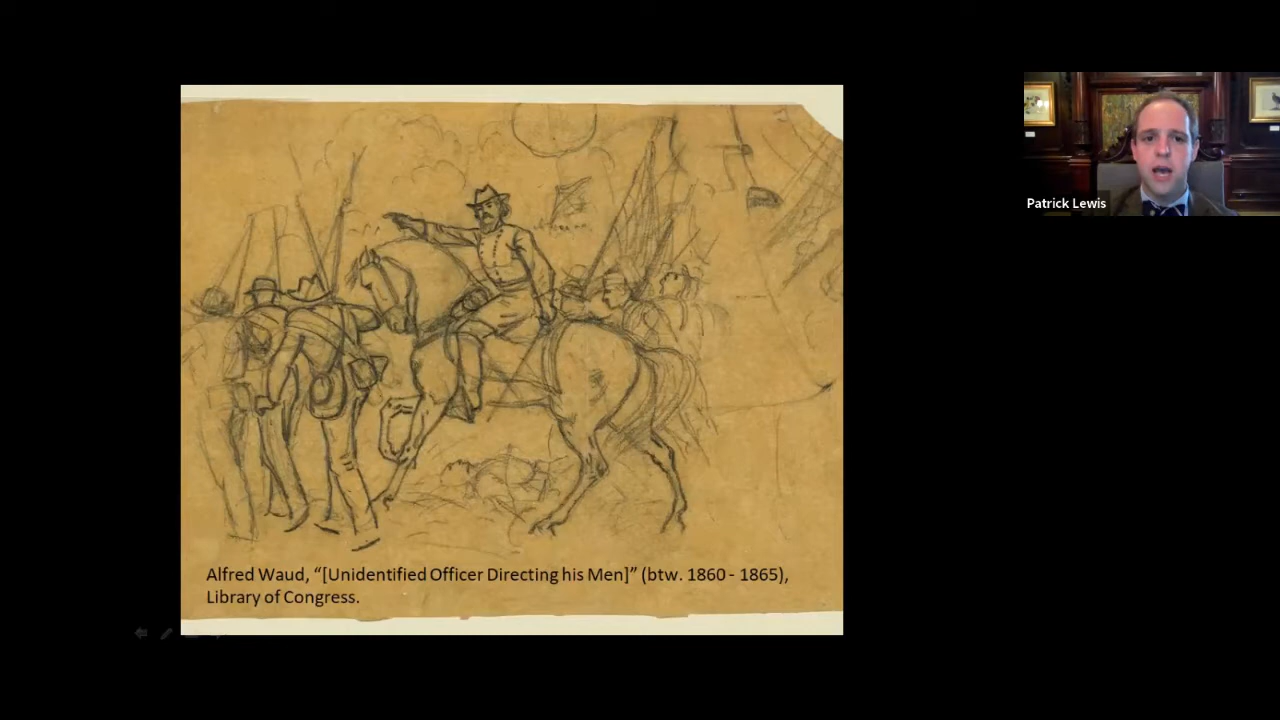 Patrick Lewis
Alfred Waud, “[Unidentified Officer Directing his Men]” (btw. 1860 - 1865),
Library of Congress.